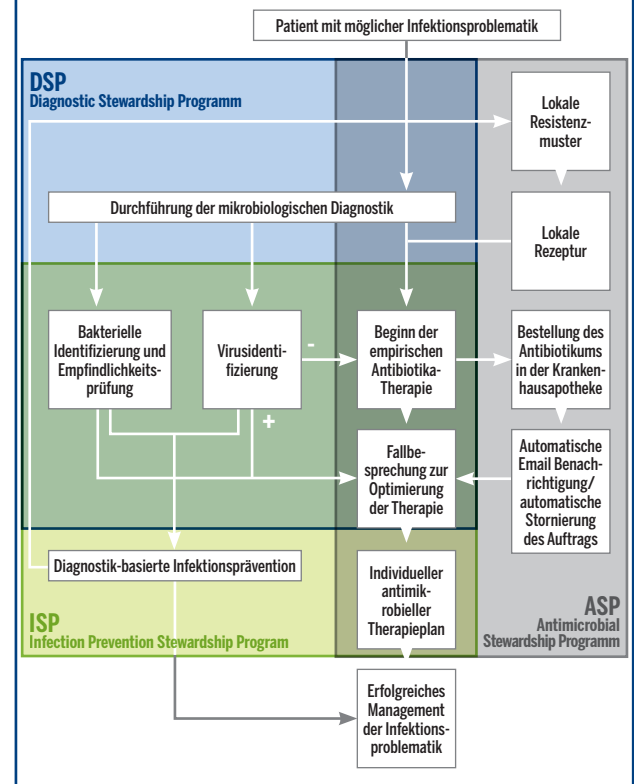 Patient mit möglicher Infektionsproblematik
DSP
Diagnostic Stewardship Programm
Lokale
Resistenz-
muster
Durchführung der mikrobiologischen Diagnostik
Lokale
Rezeptur
Bakterielle
Identifizierung und
Empfindlichkeits-
prüfung
Virusidenti-
fizierung
-
+
Beginn der
empirischen
Antibiotika-
Therapie
Bestellung des
Antibiotikums
in der Kranken-
hausapotheke
Fallbe-
sprechung zur
Optimierung
der Therapie
Automatische
Email Benach-
richtigung/
automatische
Stornierung
des Auftrags
Diagnostik-basierte Infektionsprävention
Individueller
antimik-
robieller
Therapieplan
ISP
Infection Prevention Stewardship Program
ASP
Antimicrobial
Stewardship Programm
Erfolgreiches
Management
der Infektions-
problematik